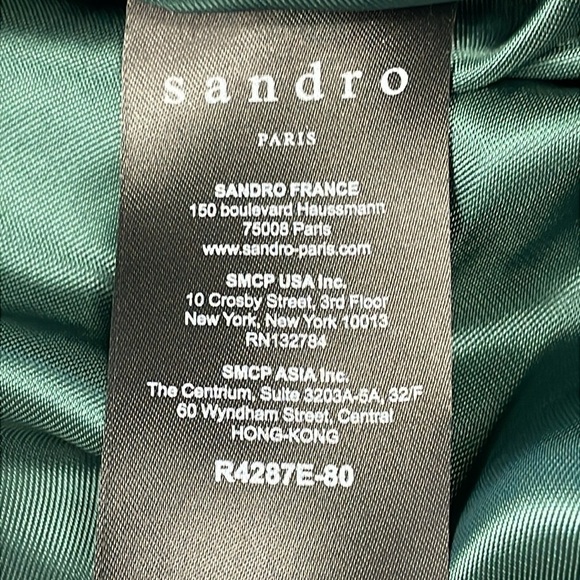 sandro
PARIS
SANDRO FRANCE
150 boulevard Haussmann
75008 Paris
www.sandro-paris.com
SMCP USA Inc.
10 Crosby Street, 3rd Floor
New York, New York 10013
RN132784
SMCP ASIA Inc.
The Centrium, Suite 3203A-5A, 32/F
60 Wyndham Street, Central
HONG-KONG
R4287E-80